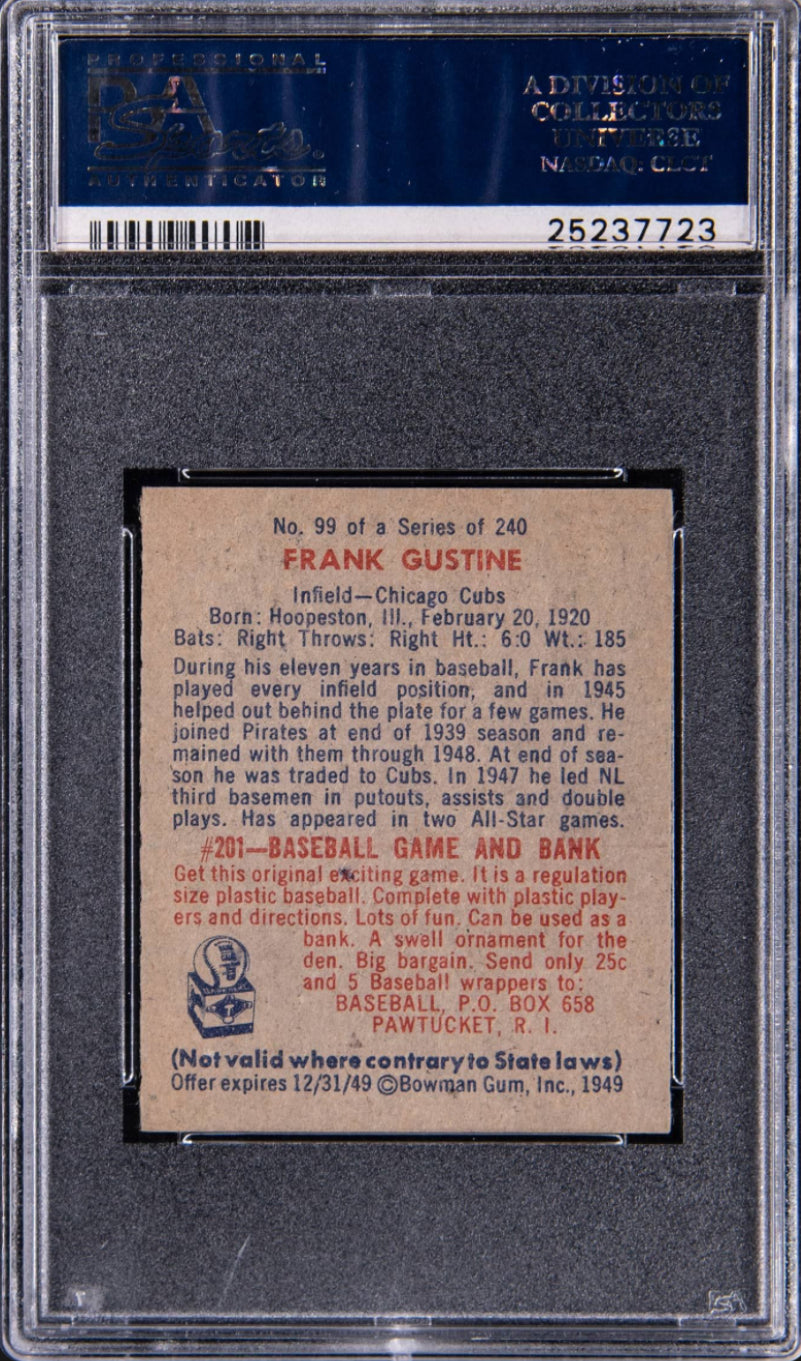 PROFESSIONAL
PSA
Sports.
AUTHENTICATOR
A DIVISION OF
COLLECTORS
UNIVERSE
NASDAQ: CLCT
25237723
No. 99 of a Series of 240
FRANK GUSTINE
Infield—Chicago Cubs
Born: Hoopeston, Ill., February 20, 1920
Bats: Right Throws: Right Ht.: 6:0 Wt.: 185
During his eleven years in baseball, Frank has
played every infield position, and in 1945
helped out behind the plate for a few games. He
joined Pirates at end of 1939 season and re-
mained with them through 1948. At end of sea-
son he was traded to Cubs. In 1947 he led NL
third basemen in putouts, assists and double
plays. Has appeared in two All-Star games.
#201—BASEBALL GAME AND BANK
Get this original exciting game. It is a regulation
size plastic baseball. Complete with plastic play-
ers and directions. Lots of fun. Can be used as a
bank. A swell ornament for the
den. Big bargain. Send only 25c
and 5 Baseball wrappers to:
BASEBALL, P.O. BOX 658
PAWTUCKET, R. I.
(Not valid where contrary to State laws)
Offer expires 12/31/49 ©Bowman Gum, Inc., 1949
PSA